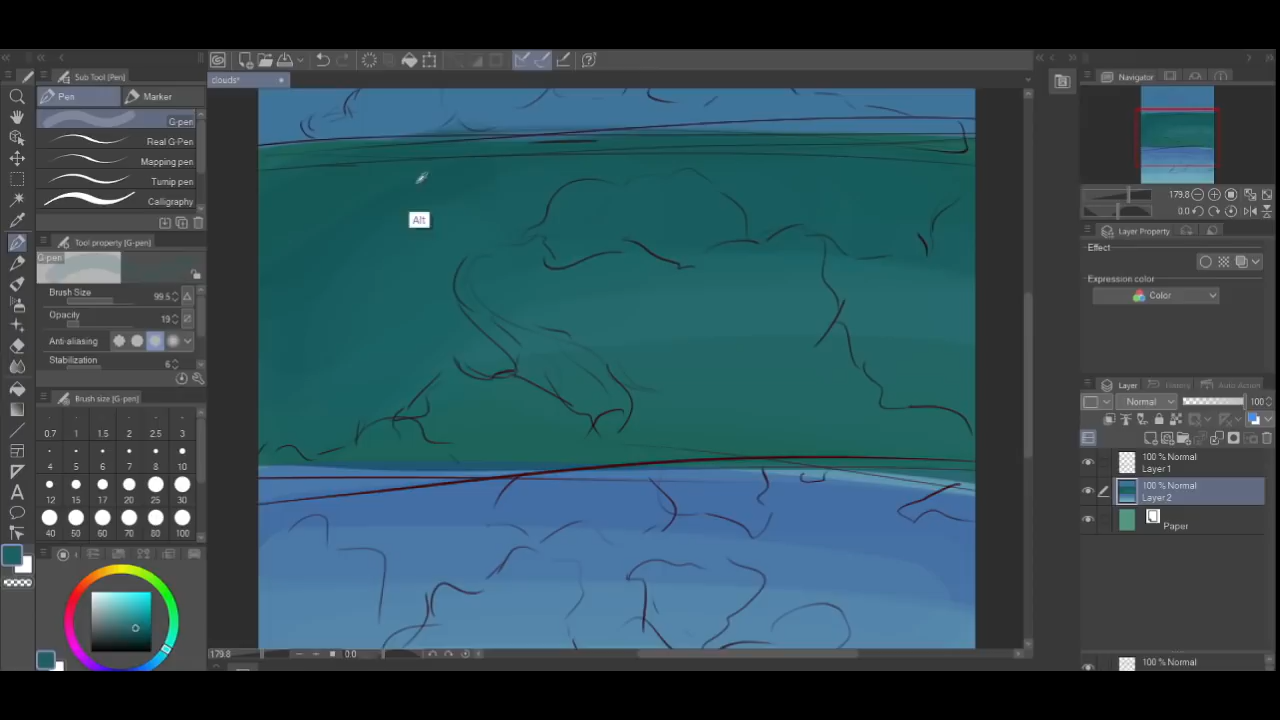 Sub Tool [Pen]
Pen
Marker
G-pen
Real G-Pen
Mapping pen
Turnip pen
Calligraphy
Tool property [G-pen]
G-pen
Brush Size 99.5
Opacity 19
Anti-aliasing
Stabilization 6
Brush size [G-pen]
0.7 1 1.5 2 2.5 3
4 5 6 7 8 10
12 15 17 20 25 30
40 50 60 70 80 100
clouds*
Alt
179.8 0.0
Navigator
179.8
0.0
Layer Property
Effect
Expression color
Color
Layer History Auto Action
Normal 100
100 % Normal
Layer 1
100 % Normal
Layer 2
Paper
100 % Normal